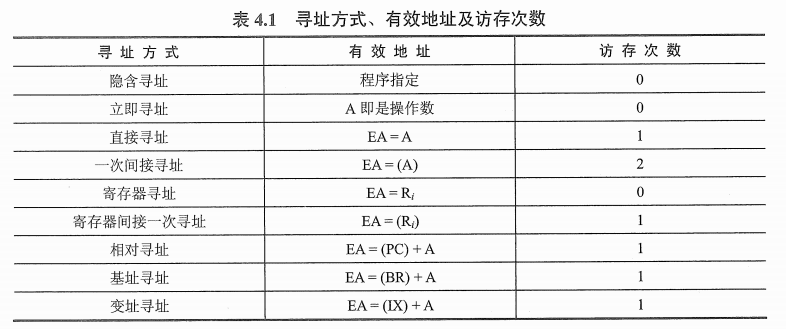 表 4.1 寻址方式、有效地址及访存次数
寻址方式 有效地址 访存次数
隐含寻址 程序指定 0
立即寻址 A 即是操作数 0
直接寻址 EA = A 1
一次间接寻址 EA = (A) 2
寄存器寻址 EA = Ri 0
寄存器间接一次寻址 EA = (Ri) 1
相对寻址 EA = (PC) + A 1
基址寻址 EA = (BR) + A 1
变址寻址 EA = (IX) + A 1